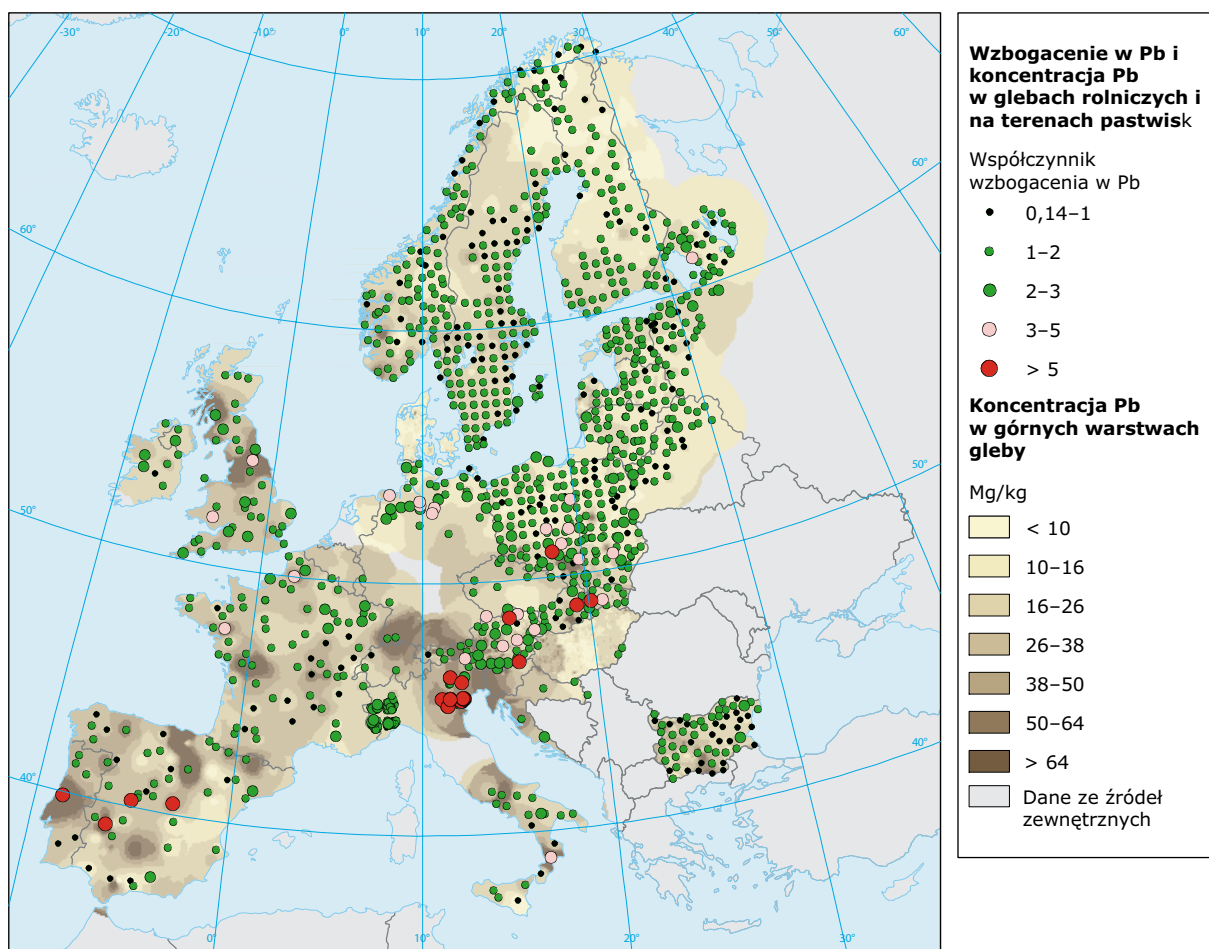 -30°
-20°
-10°
0°
10°
20°
30°
40°
50°
60°
60°
60°
50°
50°
40°
40°
0°
10°
20°
30°
Wzbogacenie w Pb i
koncentracja Pb
w glebach rolniczych i
na terenach pastwisk
Współczynnik
wzbogacenia w Pb
0,14–1
1–2
2–3
3–5
> 5
Koncentracja Pb
w górnych warstwach
gleby
Mg/kg
< 10
10–16
16–26
26–38
38–50
50–64
> 64
Dane ze źródeł
zewnętrznych